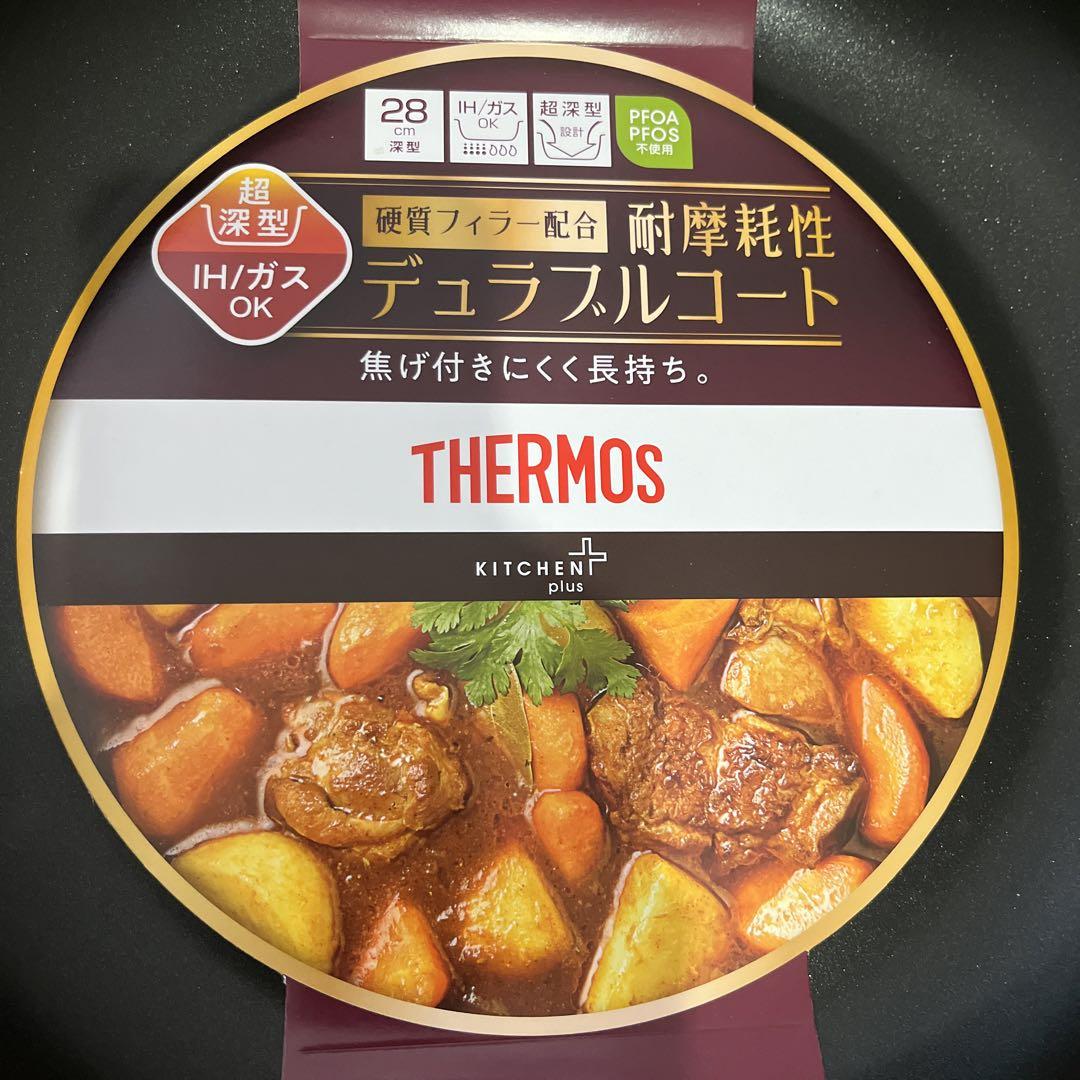 28
cm
深型
IH/ガス
OK
超深型
設計
PFOA
PFOS
不使用
超
深型
IH/ガス
OK
硬質フィラー配合
耐摩耗性
デュラブルコート
焦げ付きにくく長持ち。
THERMOS
KITCHEN
plus